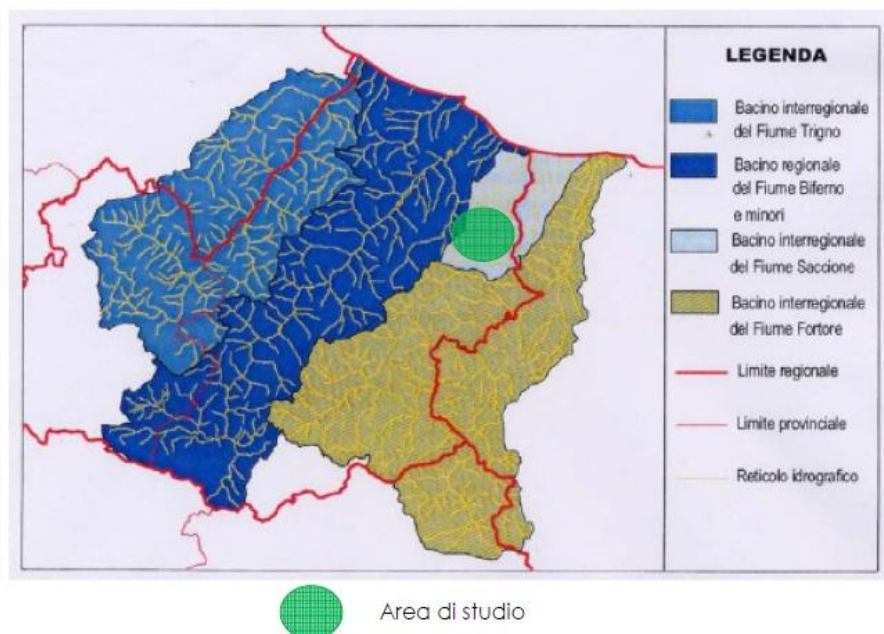 LEGENDA
Bacino interregionale
del Fiume Trigno
Bacino regionale
del Fiume Biferno
e minori
Bacino interregionale
del Fiume Saccione
Bacino interregionale
del Fiume Fortore
Limite regionale
Limite provinciale
Reticolo idrografico
Area di studio